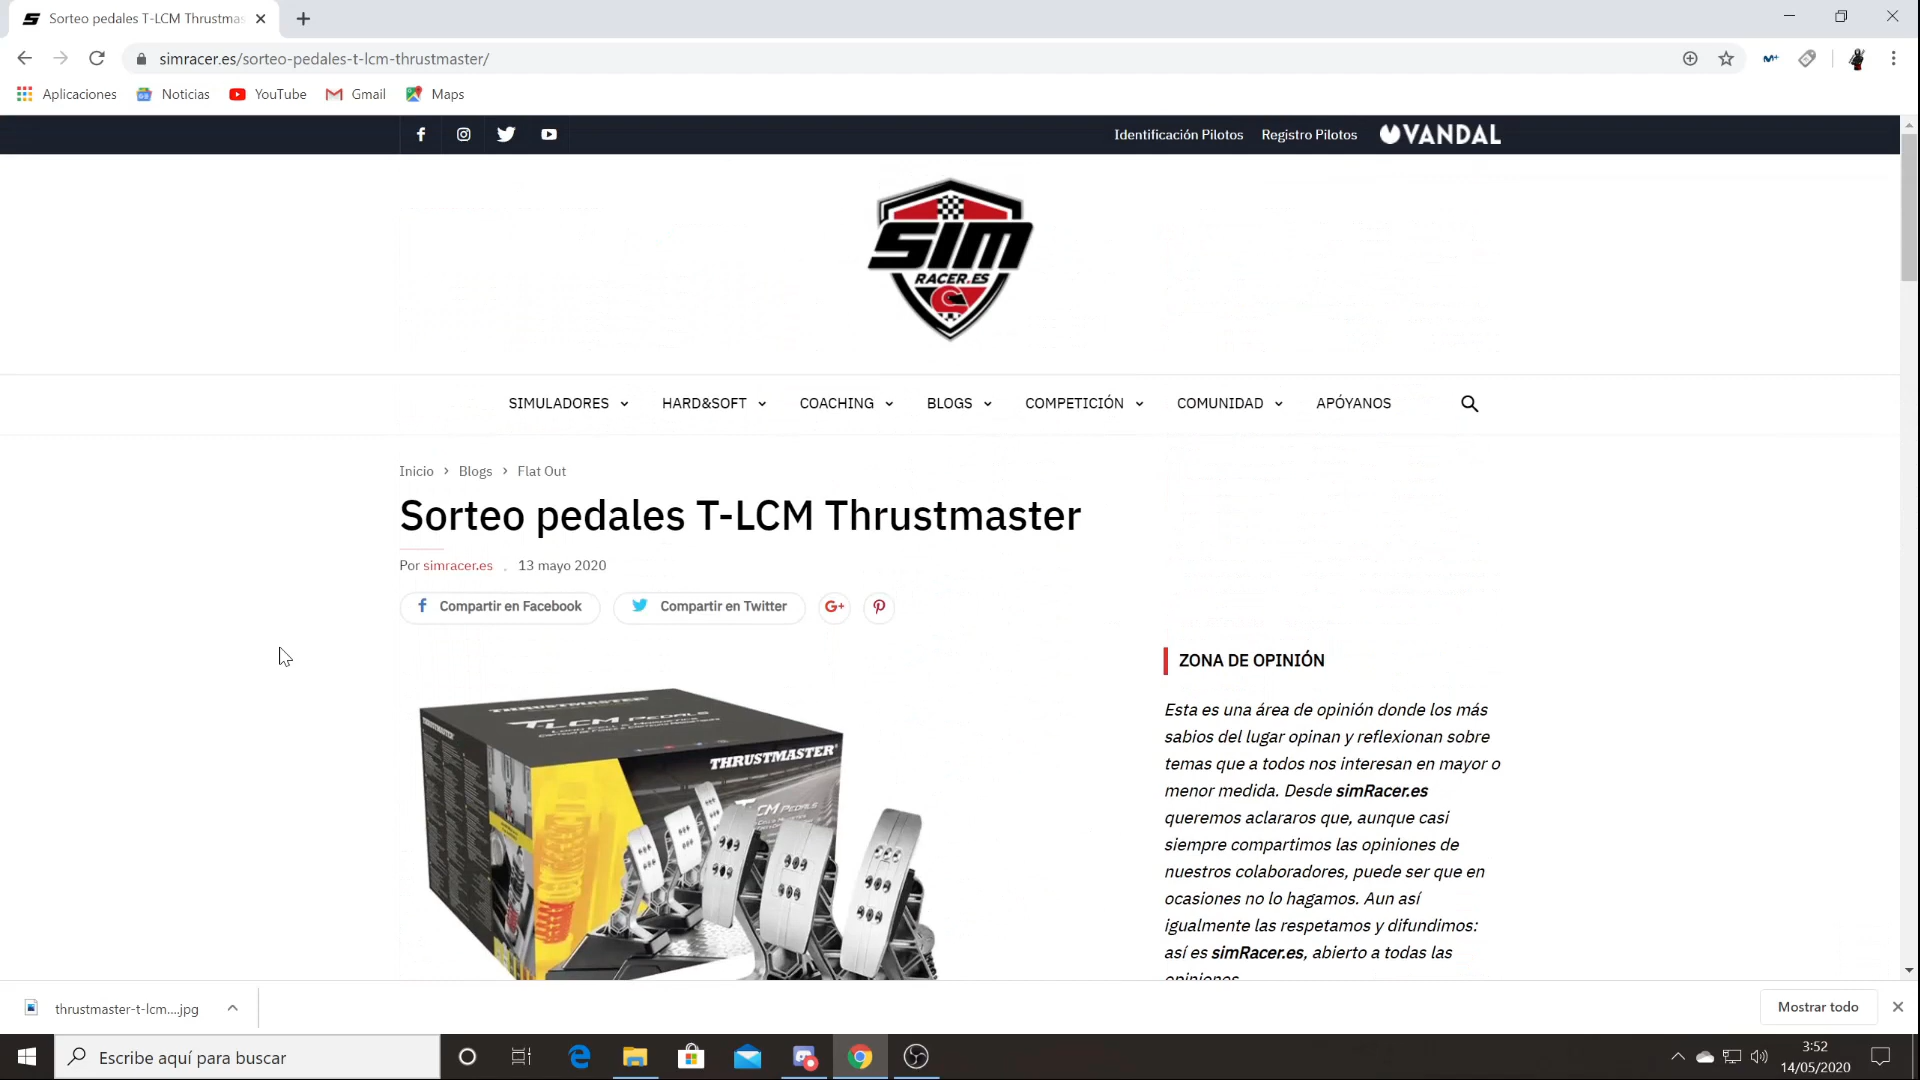 Sorteo pedales T-LCM Thrustmas
simracer.es/sorteo-pedales-t-lcm-thrustmaster/
Aplicaciones Noticias YouTube Gmail Maps
Identificación Pilotos Registro Pilotos VANDAL
SIM
RACER.ES
SIMULADORES HARD&SOFT COACHING BLOGS COMPETICIÓN COMUNIDAD APÓYANOS
Inicio > Blogs > Flat Out
Sorteo pedales T-LCM Thrustmaster
Por simracer.es . 13 mayo 2020
Compartir en Facebook Compartir en Twitter G+
ZONA DE OPINIÓN
Esta es una área de opinión donde los más
sabios del lugar opinan y reflexionan sobre
temas que a todos nos interesan en mayor o
menor medida. Desde simRacer.es
queremos aclararos que, aunque casi
siempre compartimos las opiniones de
nuestros colaboradores, puede ser que en
ocasiones no lo hagamos. Aun así
igualmente las respetamos y difundimos:
así es simRacer.es, abierto a todas las
opiniones.
THRUSTMASTER
T-LCM PEDALS
THRUSTMASTER
T-LCM PEDALS
thrustmaster-t-lcm....jpg
Mostrar todo
Escribe aquí para buscar
3:52
14/05/2020